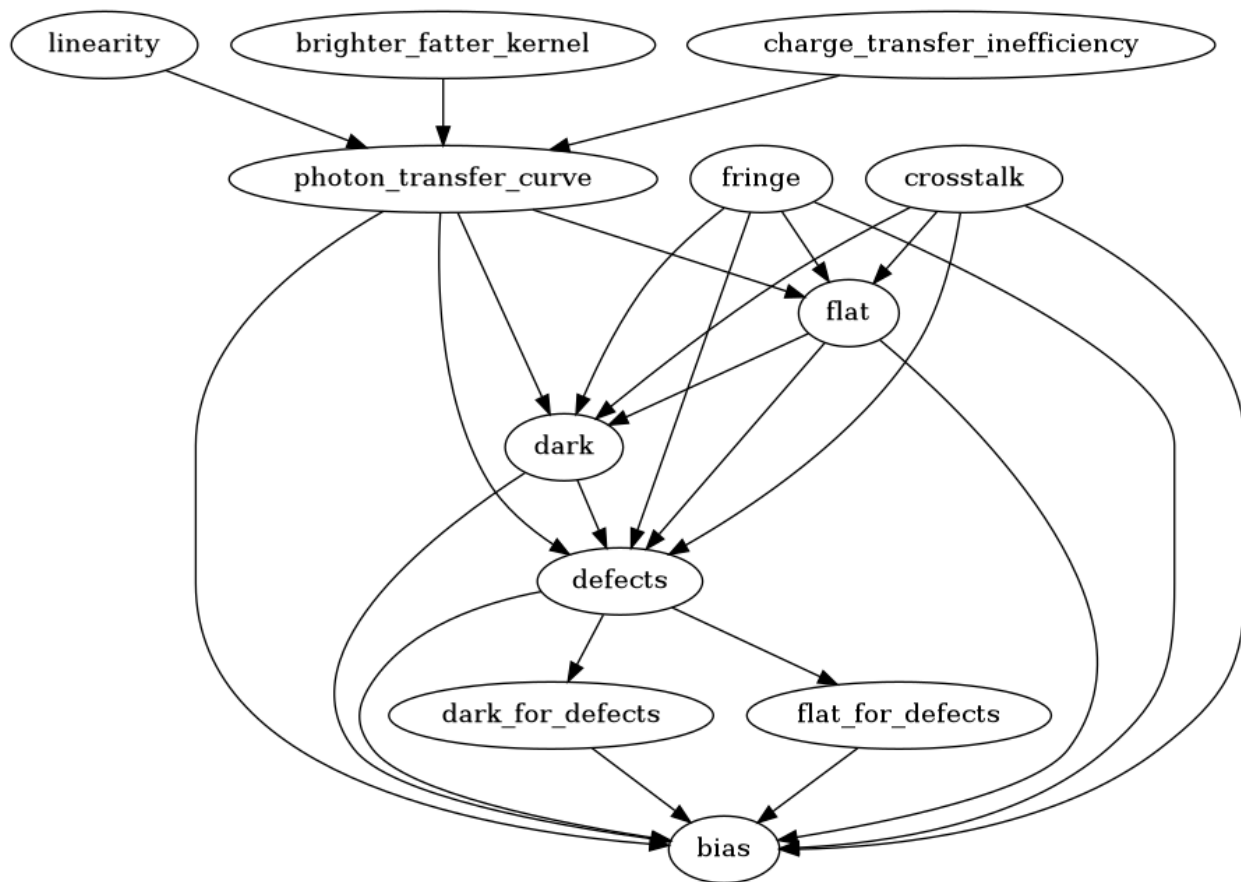 linearity
brighter_fatter_kernel
charge_transfer_inefficiency
photon_transfer_curve
fringe
crosstalk
flat
dark
defects
dark_for_defects
flat_for_defects
bias